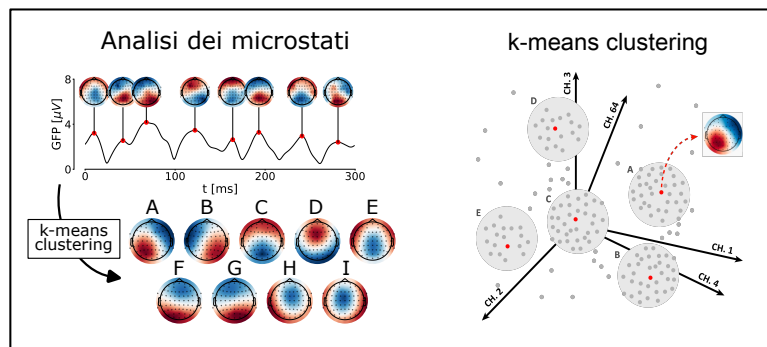 Analisi dei microstati
8
4
2
0
GFP [µV]
0
100
200
300
t [ms]
k-means
clustering
A B C D E
F G H I
k-means clustering
CH. 3
CH. 64
D
A
C
E
B
CH. 1
CH. 4
CH. 2